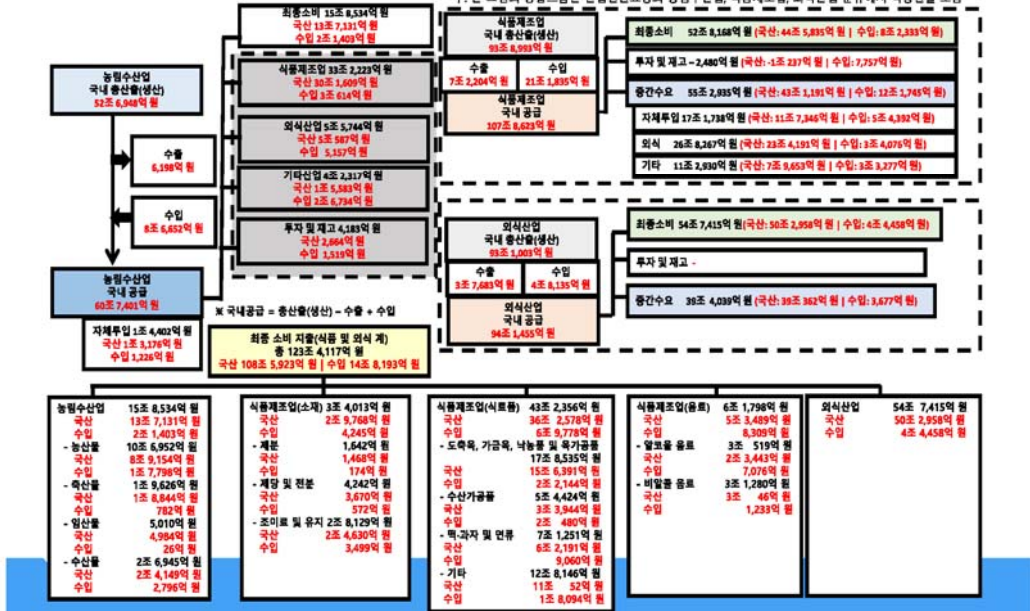 최종소비 15조 8,534억 원
국산 13조 7,131억 원
수입 2조 1,403억 원
농림수산업
국내 총산출(생산)
52조 6,948억 원
수출
6,198억 원
수입
8조 6,652억 원
농림수산업
국내 공급
60조 7,401억 원
자체투입 1조 4,402억 원
국산 1조 3,176억 원
수입 1,226억 원
식품제조업 33조 2,223억 원
국산 30조 1,609억 원
수입 3조 614억 원
외식산업 5조 5,744억 원
국산 5조 587억 원
수입 5,157억 원
기타산업 4조 2,317억 원
국산 1조 5,583억 원
수입 2조 6,734억 원
투자 및 재고 4,183억 원
국산 2,664억 원
수입 1,519억 원
※ 국내공급 = 총산출(생산) – 수출 + 수입
식품제조업
국내 총산출(생산)
93조 8,993억 원
수출
7조 2,204억 원
수입
21조 1,835억 원
식품제조업
국내 공급
107조 8,623억 원
최종소비 52조 8,168억 원 (국산: 44조 5,835억 원 | 수입: 8조 2,333억 원)
투자 및 재고 – 2,480억 원 (국산: -1조 237억 원 | 수입: 7,757억 원)
중간수요 55조 2,935억 원 (국산: 43조 1,191억 원 | 수입: 12조 1,745억 원)
자체투입 17조 1,738억 원 (국산: 11조 7,346억 원 | 수입: 5조 4,392억 원)
외식 26조 8,267억 원 (국산: 23조 4,191억 원 | 수입: 3조 4,076억 원)
기타 11조 2,930억 원 (국산: 7조 9,653억 원 | 수입: 3조 3,277억 원)
외식산업
국내 총산출(생산)
93조 1,003억 원
수출
3조 7,683억 원
수입
4조 8,135억 원
외식산업
국내 공급
94조 1,455억 원
최종소비 54조 7,415억 원(국산: 50조 2,958억 원 | 수입: 4조 4,458억 원)
투자 및 재고 -
중간수요 39조 4,039억 원 (국산: 39조 362억 원 | 수입: 3,677억 원)
최종 소비 지출(식품 및 외식 계)
총 123조 4,117억 원
국산 108조 5,923억 원 | 수입 14조 8,193억 원
농림수산업 15조 8,534억 원
국산 13조 7,131억 원
수입 2조 1,403억 원
- 농산물 10조 6,952억 원
국산 8조 9,154억 원
수입 1조 7,798억 원
- 축산물 1조 9,626억 원
국산 1조 8,844억 원
수입 782억 원
- 임산물 5,010억 원
국산 4,984억 원
수입 26억 원
- 수산물 2조 6,945억 원
국산 2조 4,149억 원
수입 2,796억 원
식품제조업(소재) 3조 4,013억 원
국산 2조 9,768억 원
수입 4,245억 원
- 제분 1,642억 원
국산 1,468억 원
수입 174억 원
- 제당 및 전분 4,242억 원
국산 3,670억 원
수입 572억 원
- 조미료 및 유지 2조 8,129억 원
국산 2조 4,630억 원
수입 3,499억 원
식품제조업(식료품) 43조 2,356억 원
국산 36조 2,578억 원
수입 6조 9,778억 원
- 도축육, 가금육, 낙농품 및 육가공품
17조 8,535억 원
국산 15조 6,391억 원
수입 2조 2,144억 원
- 수산가공품 5조 4,424억 원
국산 3조 3,944억 원
수입 2조 480억 원
- 떡·과자 및 면류 7조 1,251억 원
국산 6조 2,191억 원
수입 9,060억 원
- 기타 12조 8,146억 원
국산 11조 52억 원
수입 1조 8,094억 원
식품제조업(음료) 6조 1,798억 원
국산 5조 3,489억 원
수입 8,309억 원
- 알코올 음료 3조 519억 원
국산 2조 3,443억 원
수입 7,076억 원
- 비알콜 음료 3조 1,280억 원
국산 3조 46억 원
수입 1,233억 원
외식산업 54조 7,415억 원
국산 50조 2,958억 원
수입 4조 4,458억 원